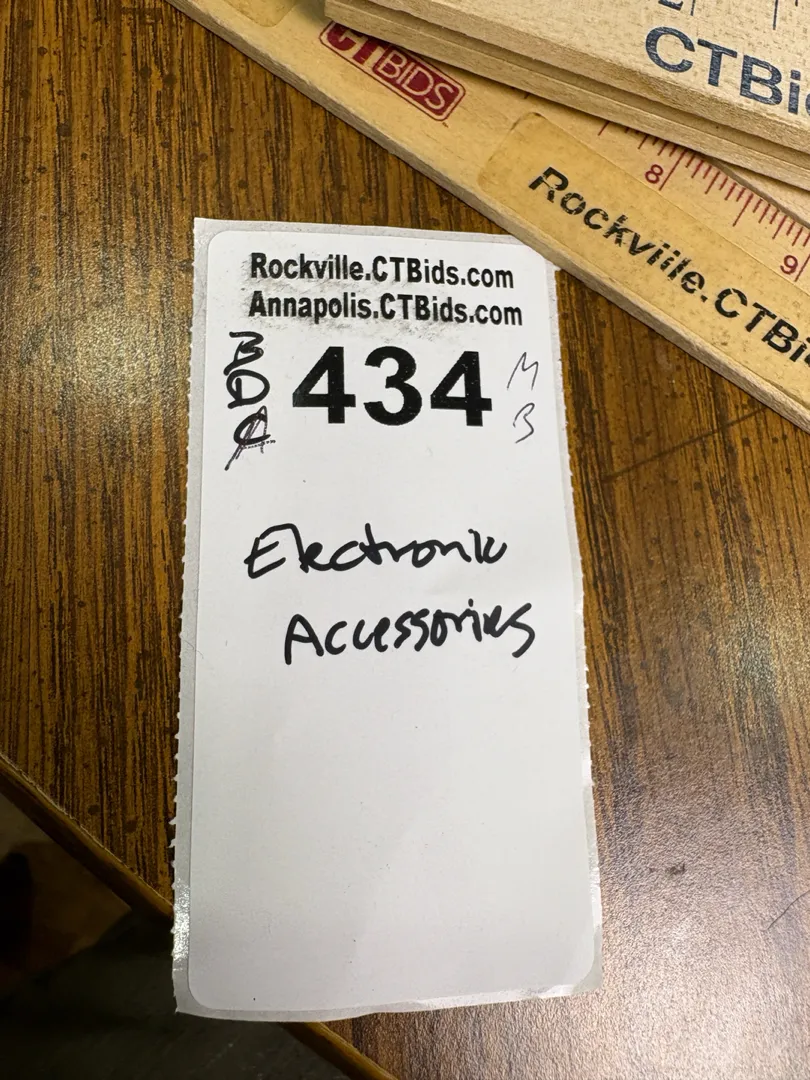 CTBIDS
CTBi
8
9
Rockville.CTBi
Rockville.CTBids.com
Annapolis.CTBids.com
434
M
B
Electronic
Accessories